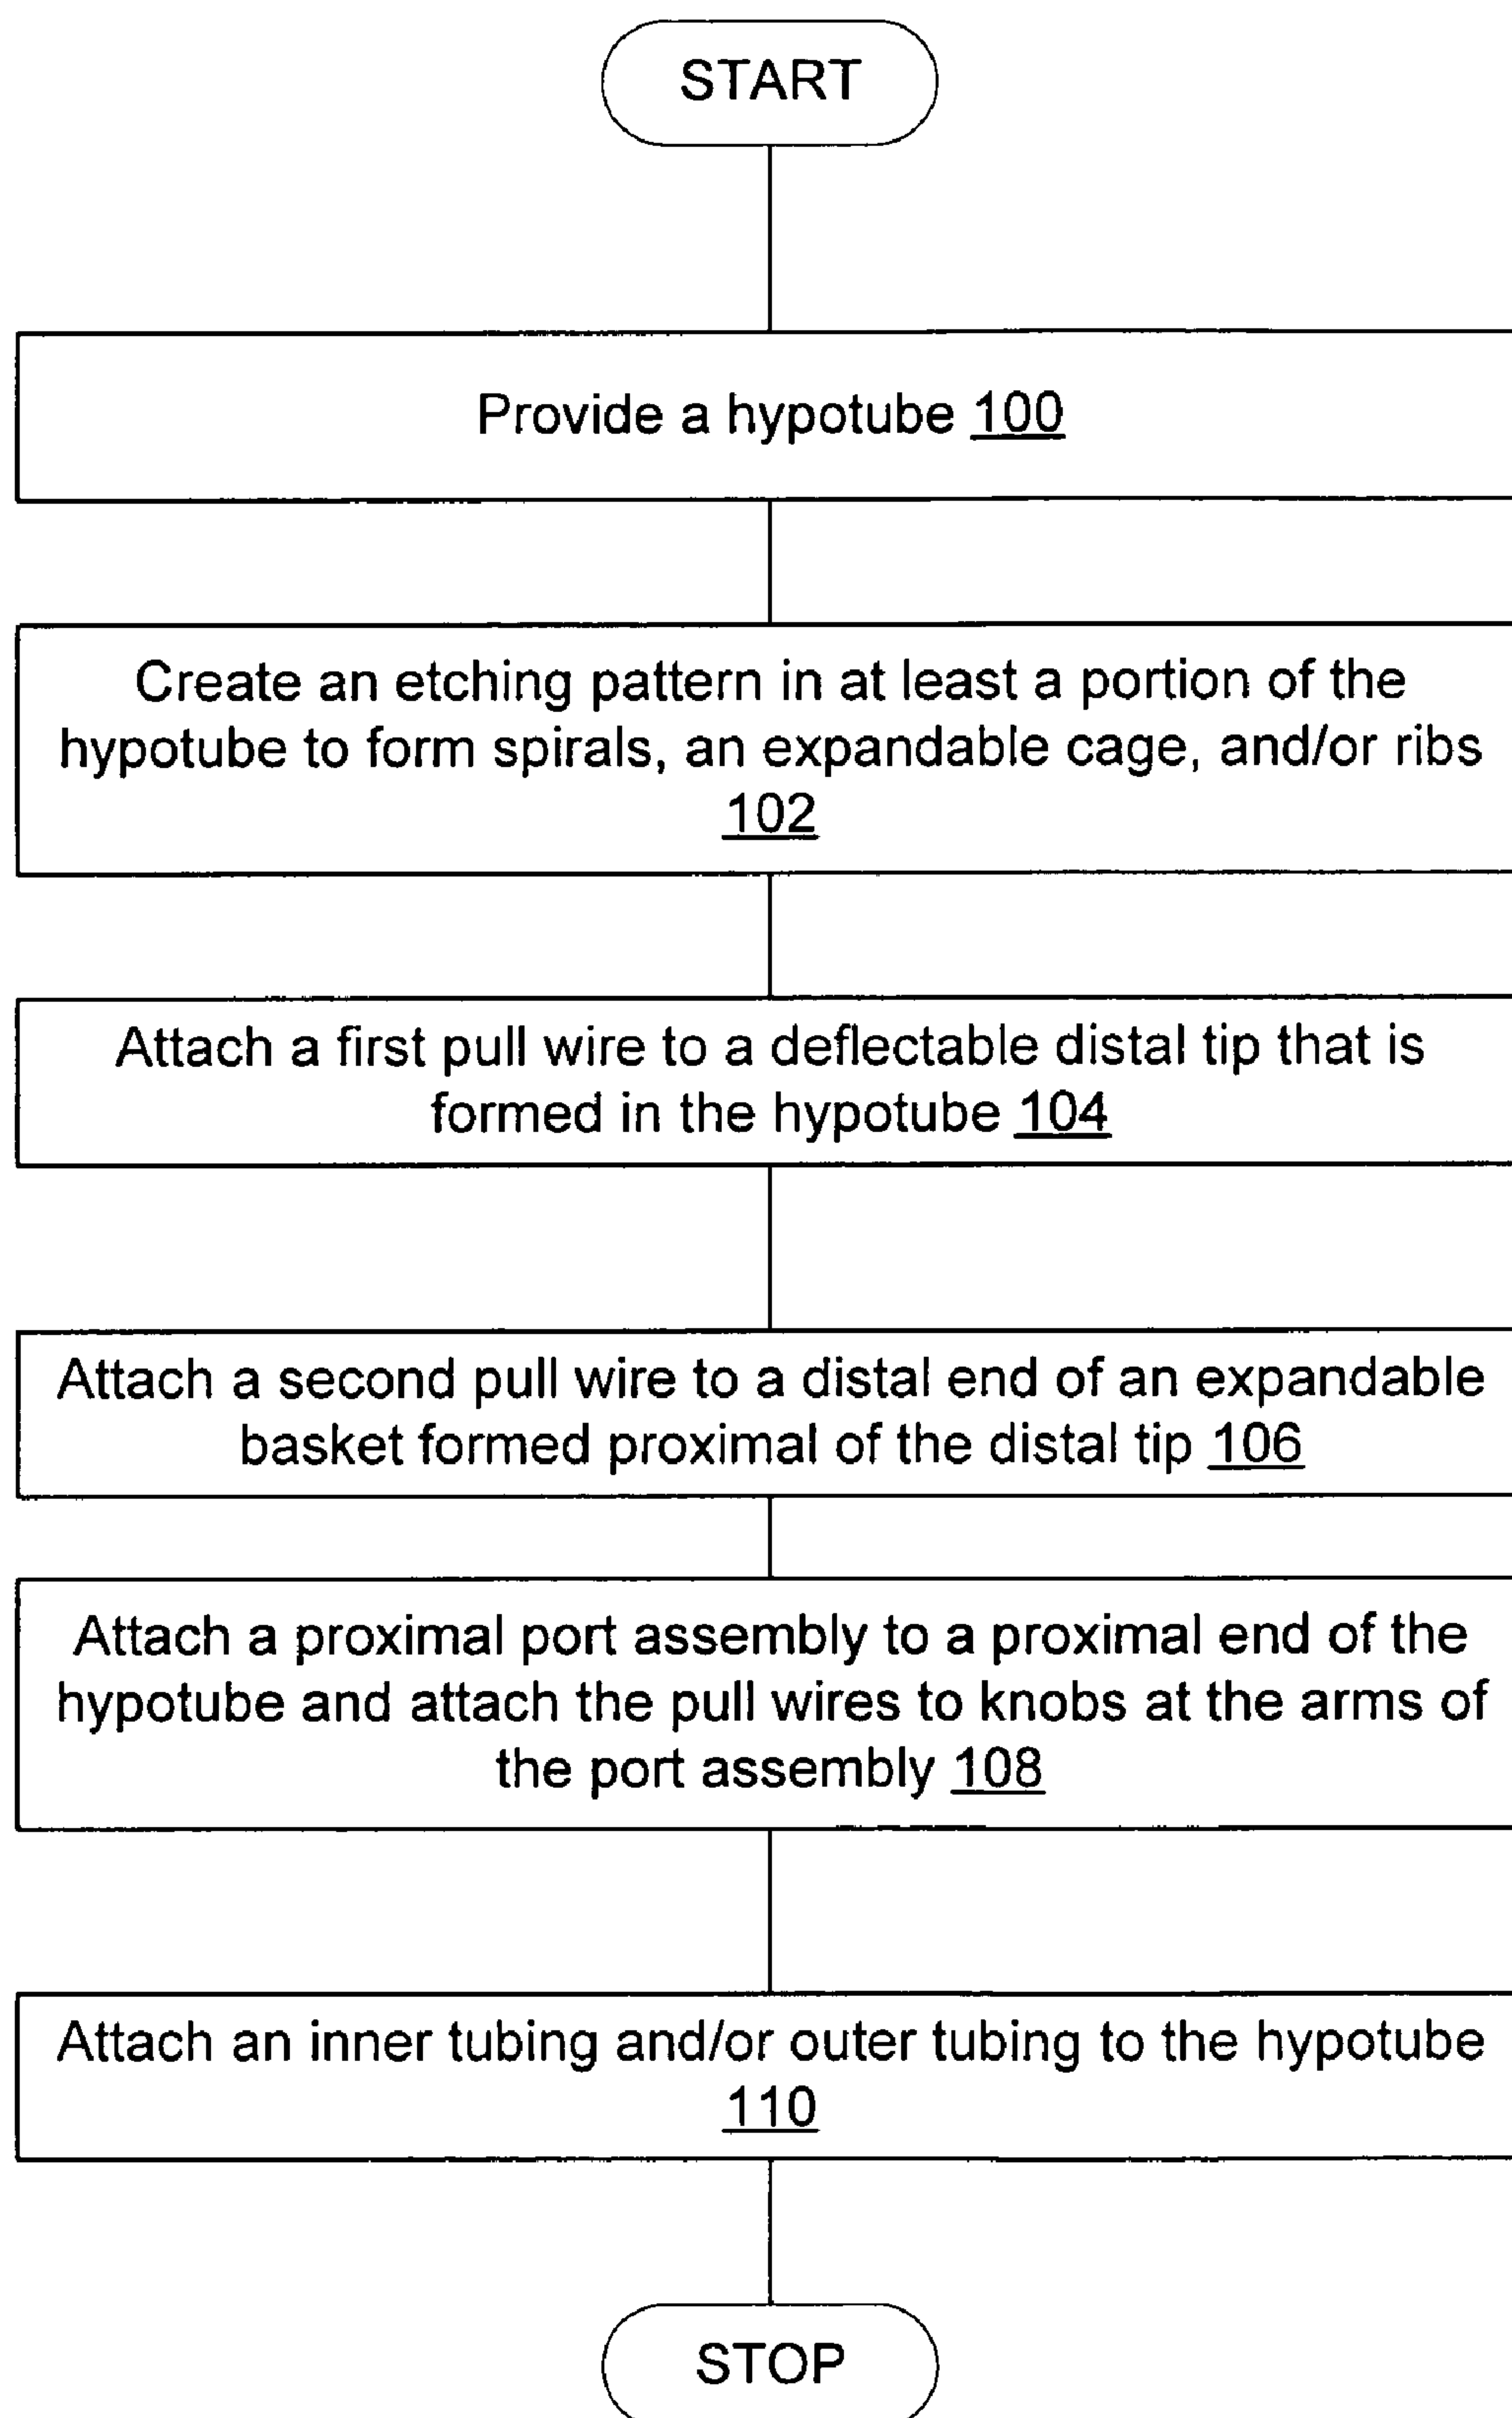 START
Provide a hypotube 100
Create an etching pattern in at least a portion of the
hypotube to form spirals, an expandable cage, and/or ribs
102
Attach a first pull wire to a deflectable distal tip that is
formed in the hypotube 104
Attach a second pull wire to a distal end of an expandable
basket formed proximal of the distal tip 106
Attach a proximal port assembly to a proximal end of the
hypotube and attach the pull wires to knobs at the arms of
the port assembly 108
Attach an inner tubing and/or outer tubing to the hypotube
110
STOP